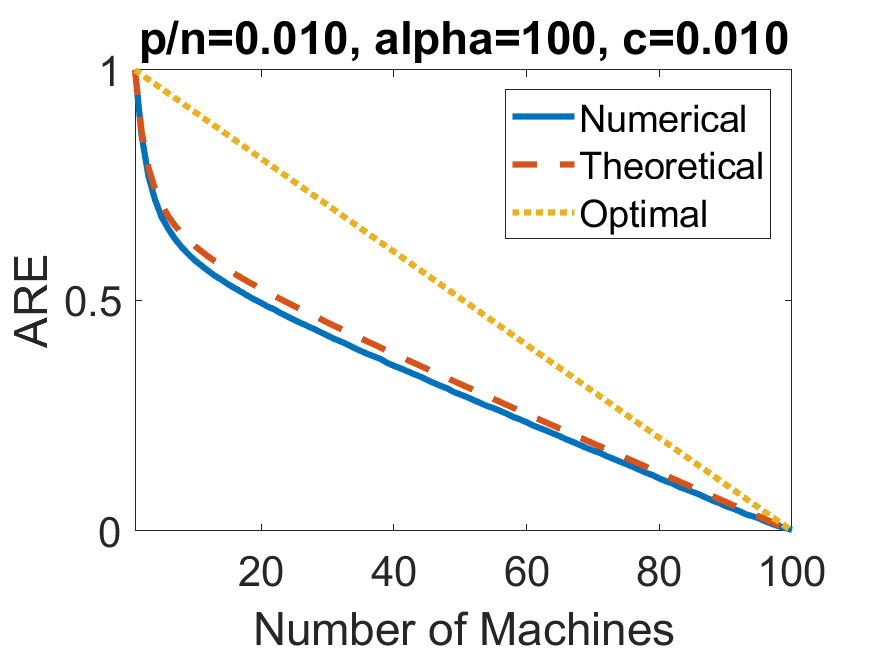 p/n=0.010, alpha=100, c=0.010
1
0.5
0
ARE
Numerical
Theoretical
Optimal
20 40 60 80 100
Number of Machines